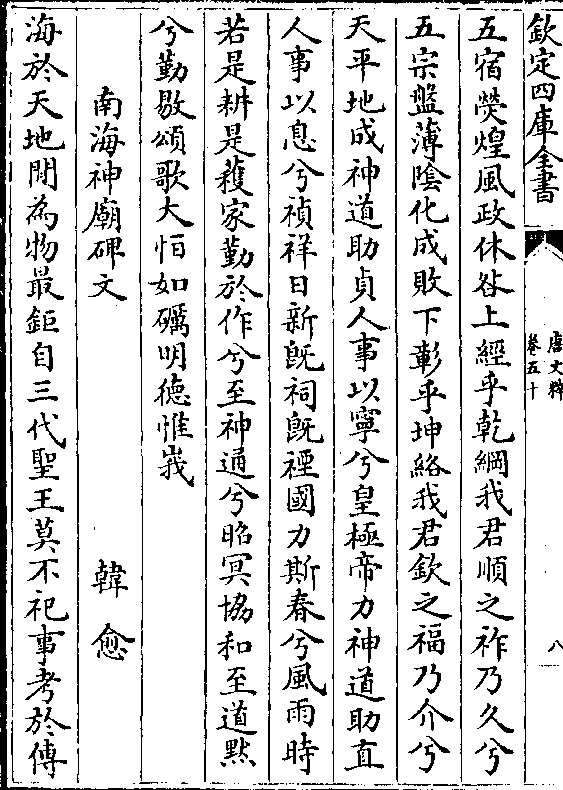 欽定四庫全書
唐文粹
卷五十
八
五宿熒煌風政休咎上經乎乾綱我君順之祚乃久兮
五宗盤薄陰化成敗下彰乎坤絡我君欽之福乃介兮
天平地成神道助貞人事以寧兮皇極帝力神道助直
人事以息兮禎祥日新既祠既禋國力斯春兮風雨時
若是耕是穫家勤於作兮至神通兮昭冥協和至道黙
兮勤敭頌歌大恒如礪明德惟峩
南海神廟碑文
韓愈
海於天地間為物最鉅自三代聖王莫不祀事考於傳